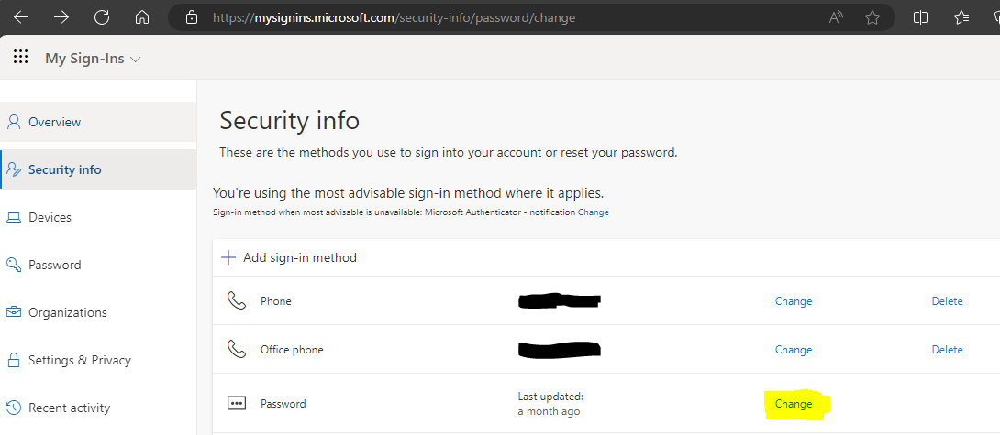 https://mysignins.microsoft.com/security-info/password/change
My Sign-Ins
Overview
Security info
Devices
Password
Organizations
Settings & Privacy
Recent activity
Security info
These are the methods you use to sign into your account or reset your password.
You're using the most advisable sign-in method where it applies.
Sign-in method when most advisable is unavailable: Microsoft Authenticator - notification Change
Add sign-in method
Phone Change Delete
Office phone Change Delete
Password Last updated: Change
a month ago